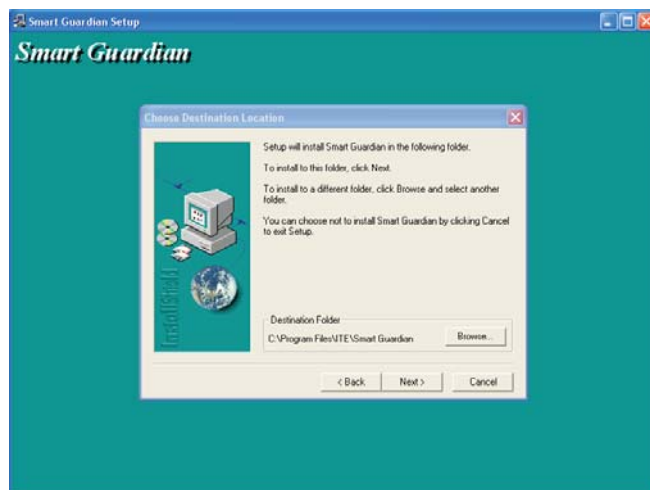 Smart Guardian Setup
Smart Guardian
Choose Destination Location
Setup will install Smart Guardian in the following folder.
To install to this folder, click Next.
To install to a different folder, click Browse and select another
folder.
You can choose not to install Smart Guardian by clicking Cancel
to exit Setup.
InstallShield
Destination Folder
C:\Program Files\ITE\Smart Guardian
Browse...
< Back
Next >
Cancel